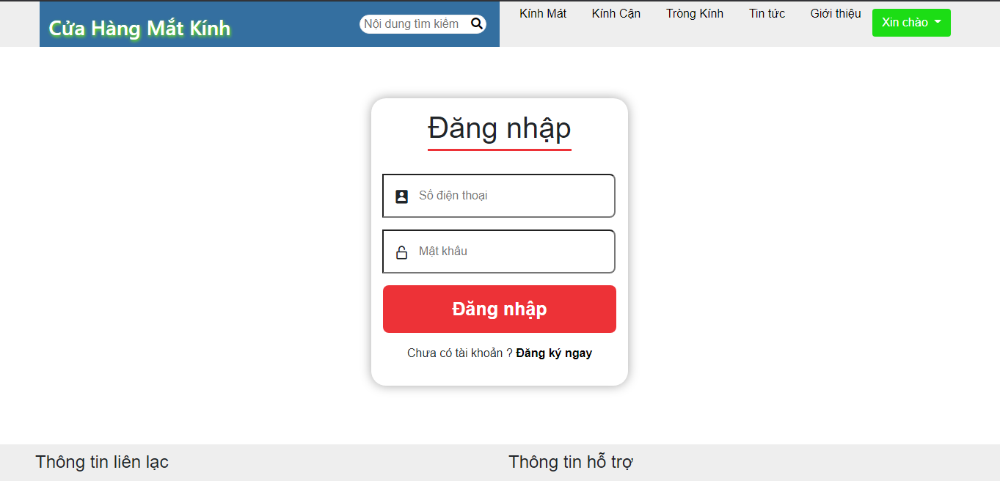 Cửa Hàng Mắt Kính
Nội dung tìm kiếm
Kính Mát
Kính Cận
Tròng Kính
Tin tức
Giới thiệu
Xin chào
Đăng nhập
Số điện thoại
Mật khẩu
Đăng nhập
Chưa có tài khoản ? Đăng ký ngay
Thông tin liên lạc
Thông tin hỗ trợ